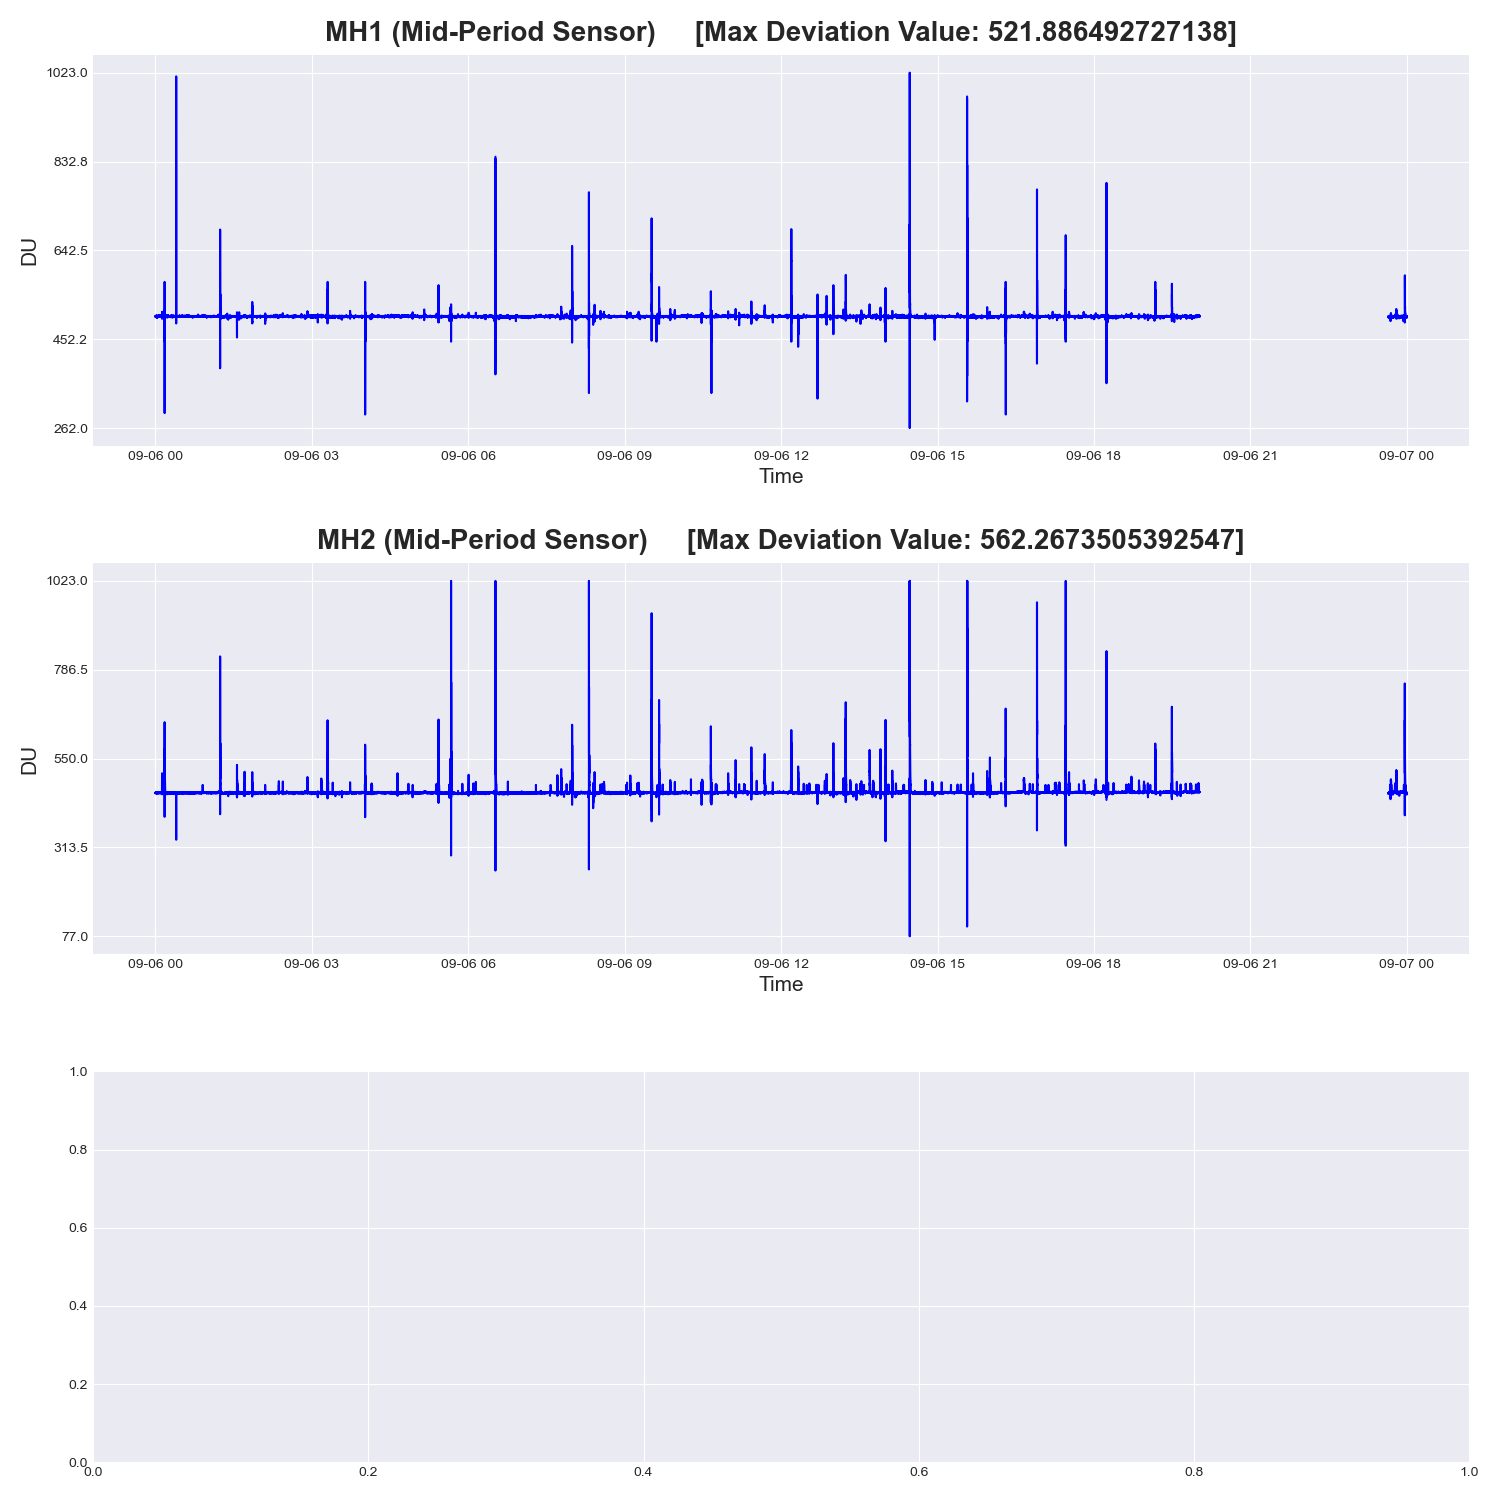 MH1 (Mid-Period Sensor) [Max Deviation Value: 521.886492727138]
1023.0
832.8
642.5
452.2
262.0
DU
09-06 00 09-06 03 09-06 06 09-06 09 09-06 12 09-06 15 09-06 18 09-06 21 09-07 00
Time
MH2 (Mid-Period Sensor) [Max Deviation Value: 562.2673505392547]
1023.0
786.5
550.0
313.5
77.0
DU
09-06 00 09-06 03 09-06 06 09-06 09 09-06 12 09-06 15 09-06 18 09-06 21 09-07 00
Time
1.0
0.8
0.6
0.4
0.2
0.0
0.0 0.2 0.4 0.6 0.8 1.0